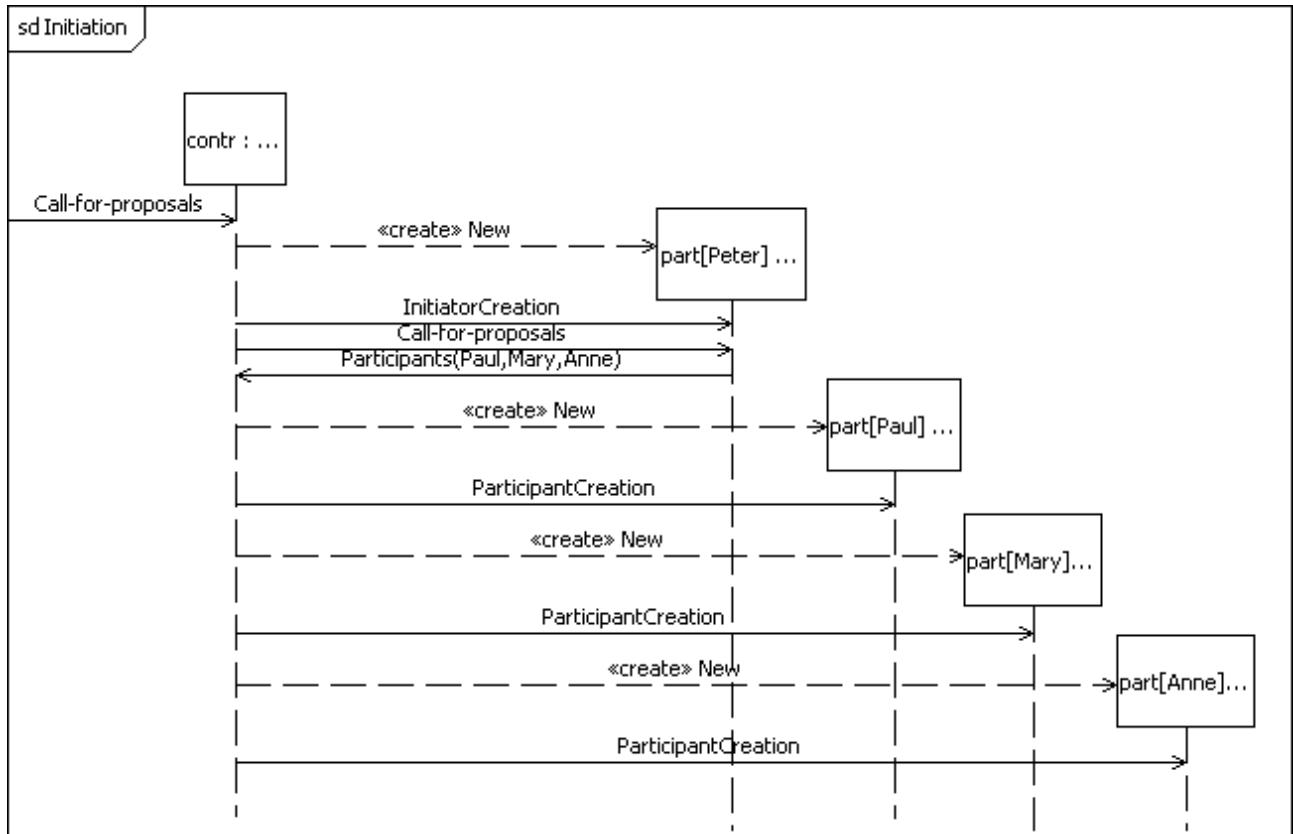 sd Initiation
contr : ...
Call-for-proposals
«create» New
part[Peter] ...
InitiatorCreation
Call-for-proposals
Participants(Paul,Mary,Anne)
«create» New
part[Paul] ...
ParticipantCreation
«create» New
part[Mary]...
ParticipantCreation
«create» New
part[Anne]...
ParticipantCreation